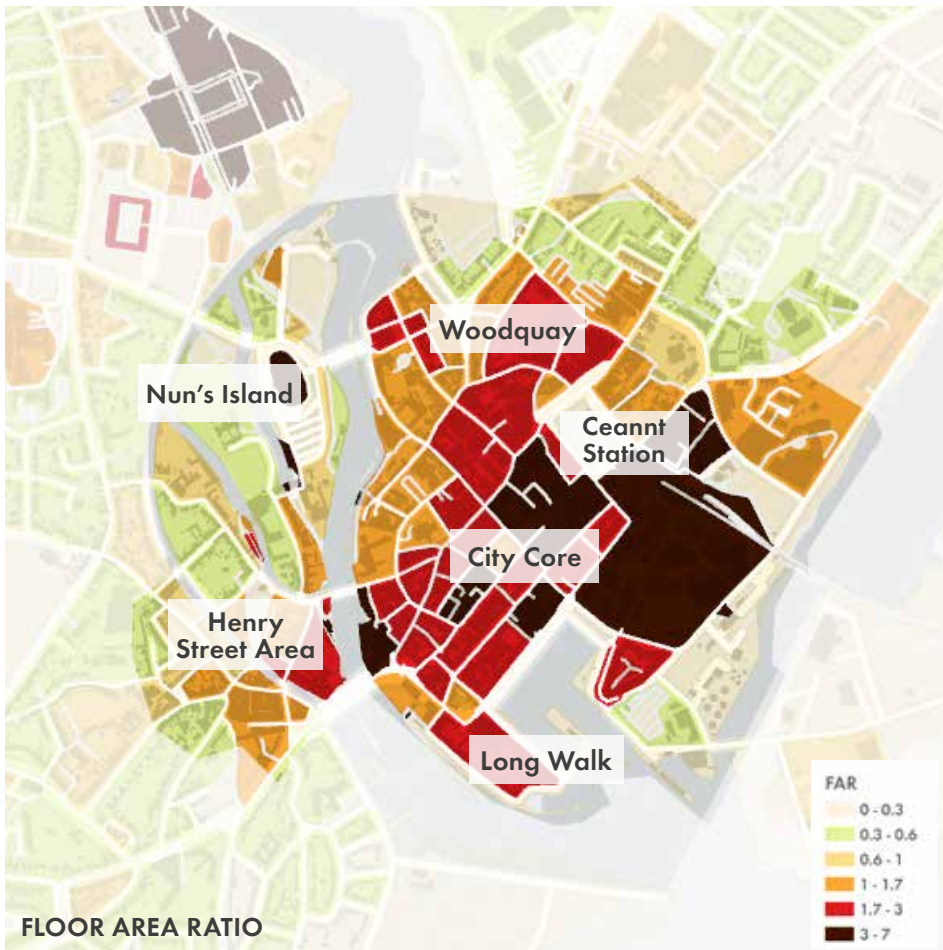 Woodquay
Nun's Island
Ceannt
Station
City Core
Henry
Street Area
Long Walk
FAR
0 - 0.3
0.3 - 0.6
0.6 - 1
1 - 1.7
1.7 - 3
3 - 7
FLOOR AREA RATIO